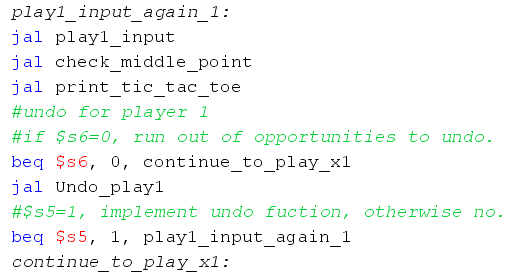 play1_input_again_1:
jal play1_input
jal check_middle_point
jal print_tic_tac_toe
#undo for player 1
#if $s6=0, run out of opportunities to undo.
beq $s6, 0, continue_to_play_x1
jal Undo_play1
#$s5=1, implement undo fuction, otherwise no.
beq $s5, 1, play1_input_again_1
continue_to_play_x1: